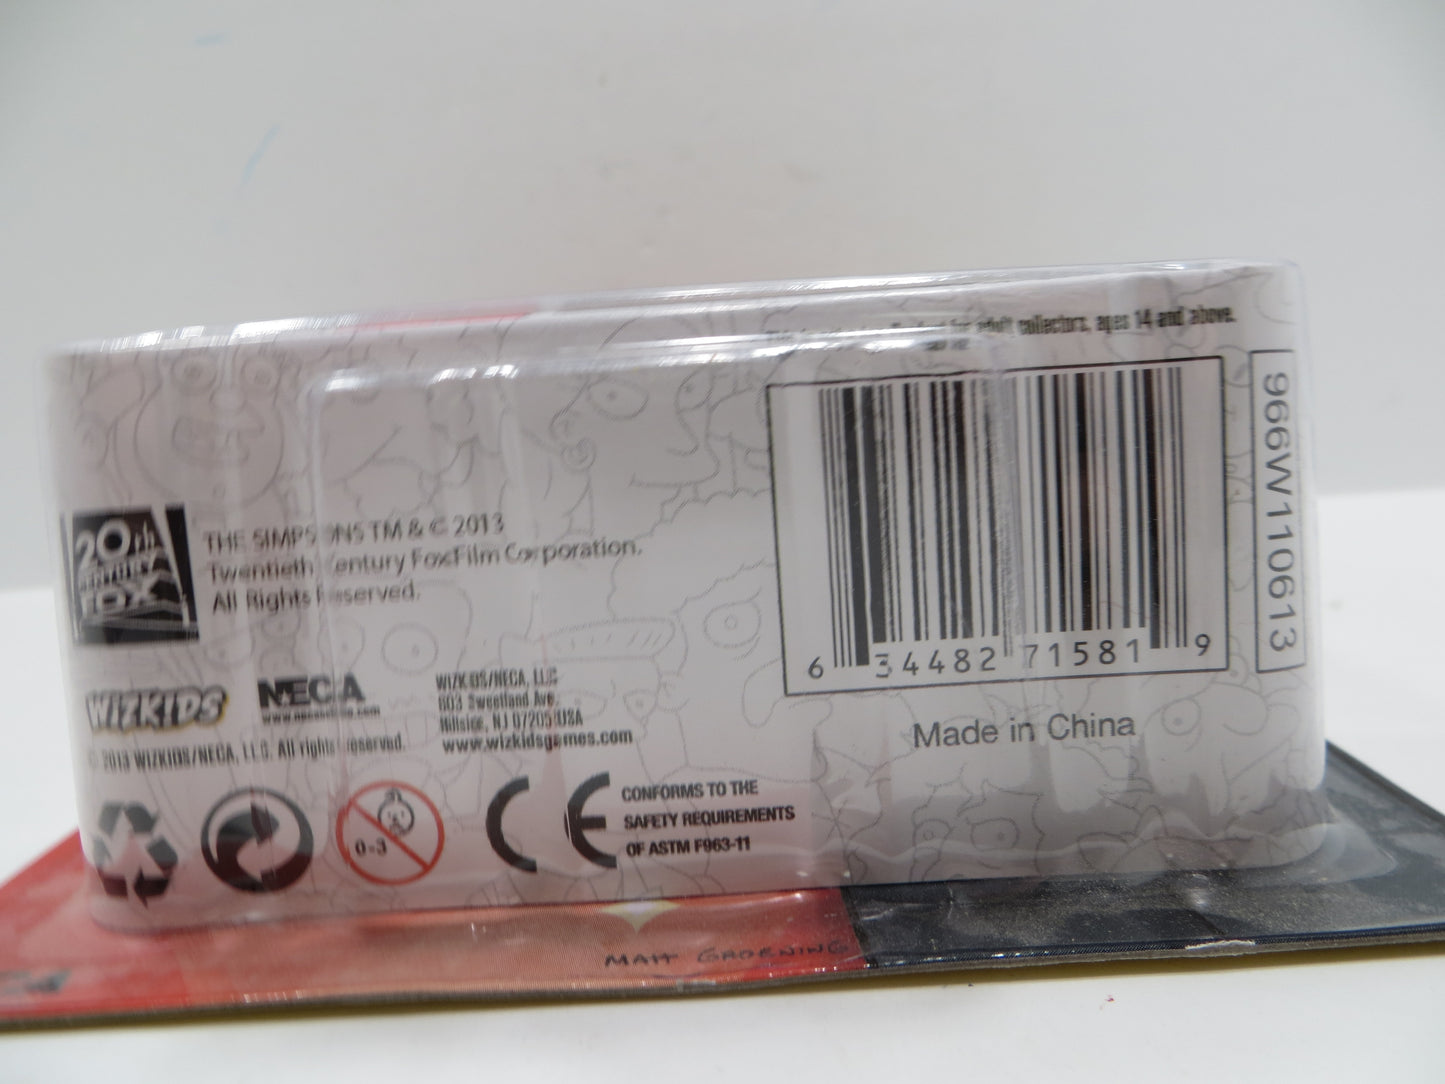 for adult collectors, ages 14 and above.
966W110613
6 34482 71581 9
Made in China
20th
CENTURY
FOX
THE SIMPSONS TM & © 2013
Twentieth Century Fox Film Corporation.
All Rights Reserved.
WIZKIDS
NECA
© 2013 WIZKIDS/NECA, LLC. All rights reserved.
WIZKIDS/NECA, LLC
603 Sweetland Ave.
Hillside, NJ 07205 USA
www.wizkidsgames.com
0-3
CE
CONFORMS TO THE
SAFETY REQUIREMENTS
OF ASTM F963-11
MATT GROENING